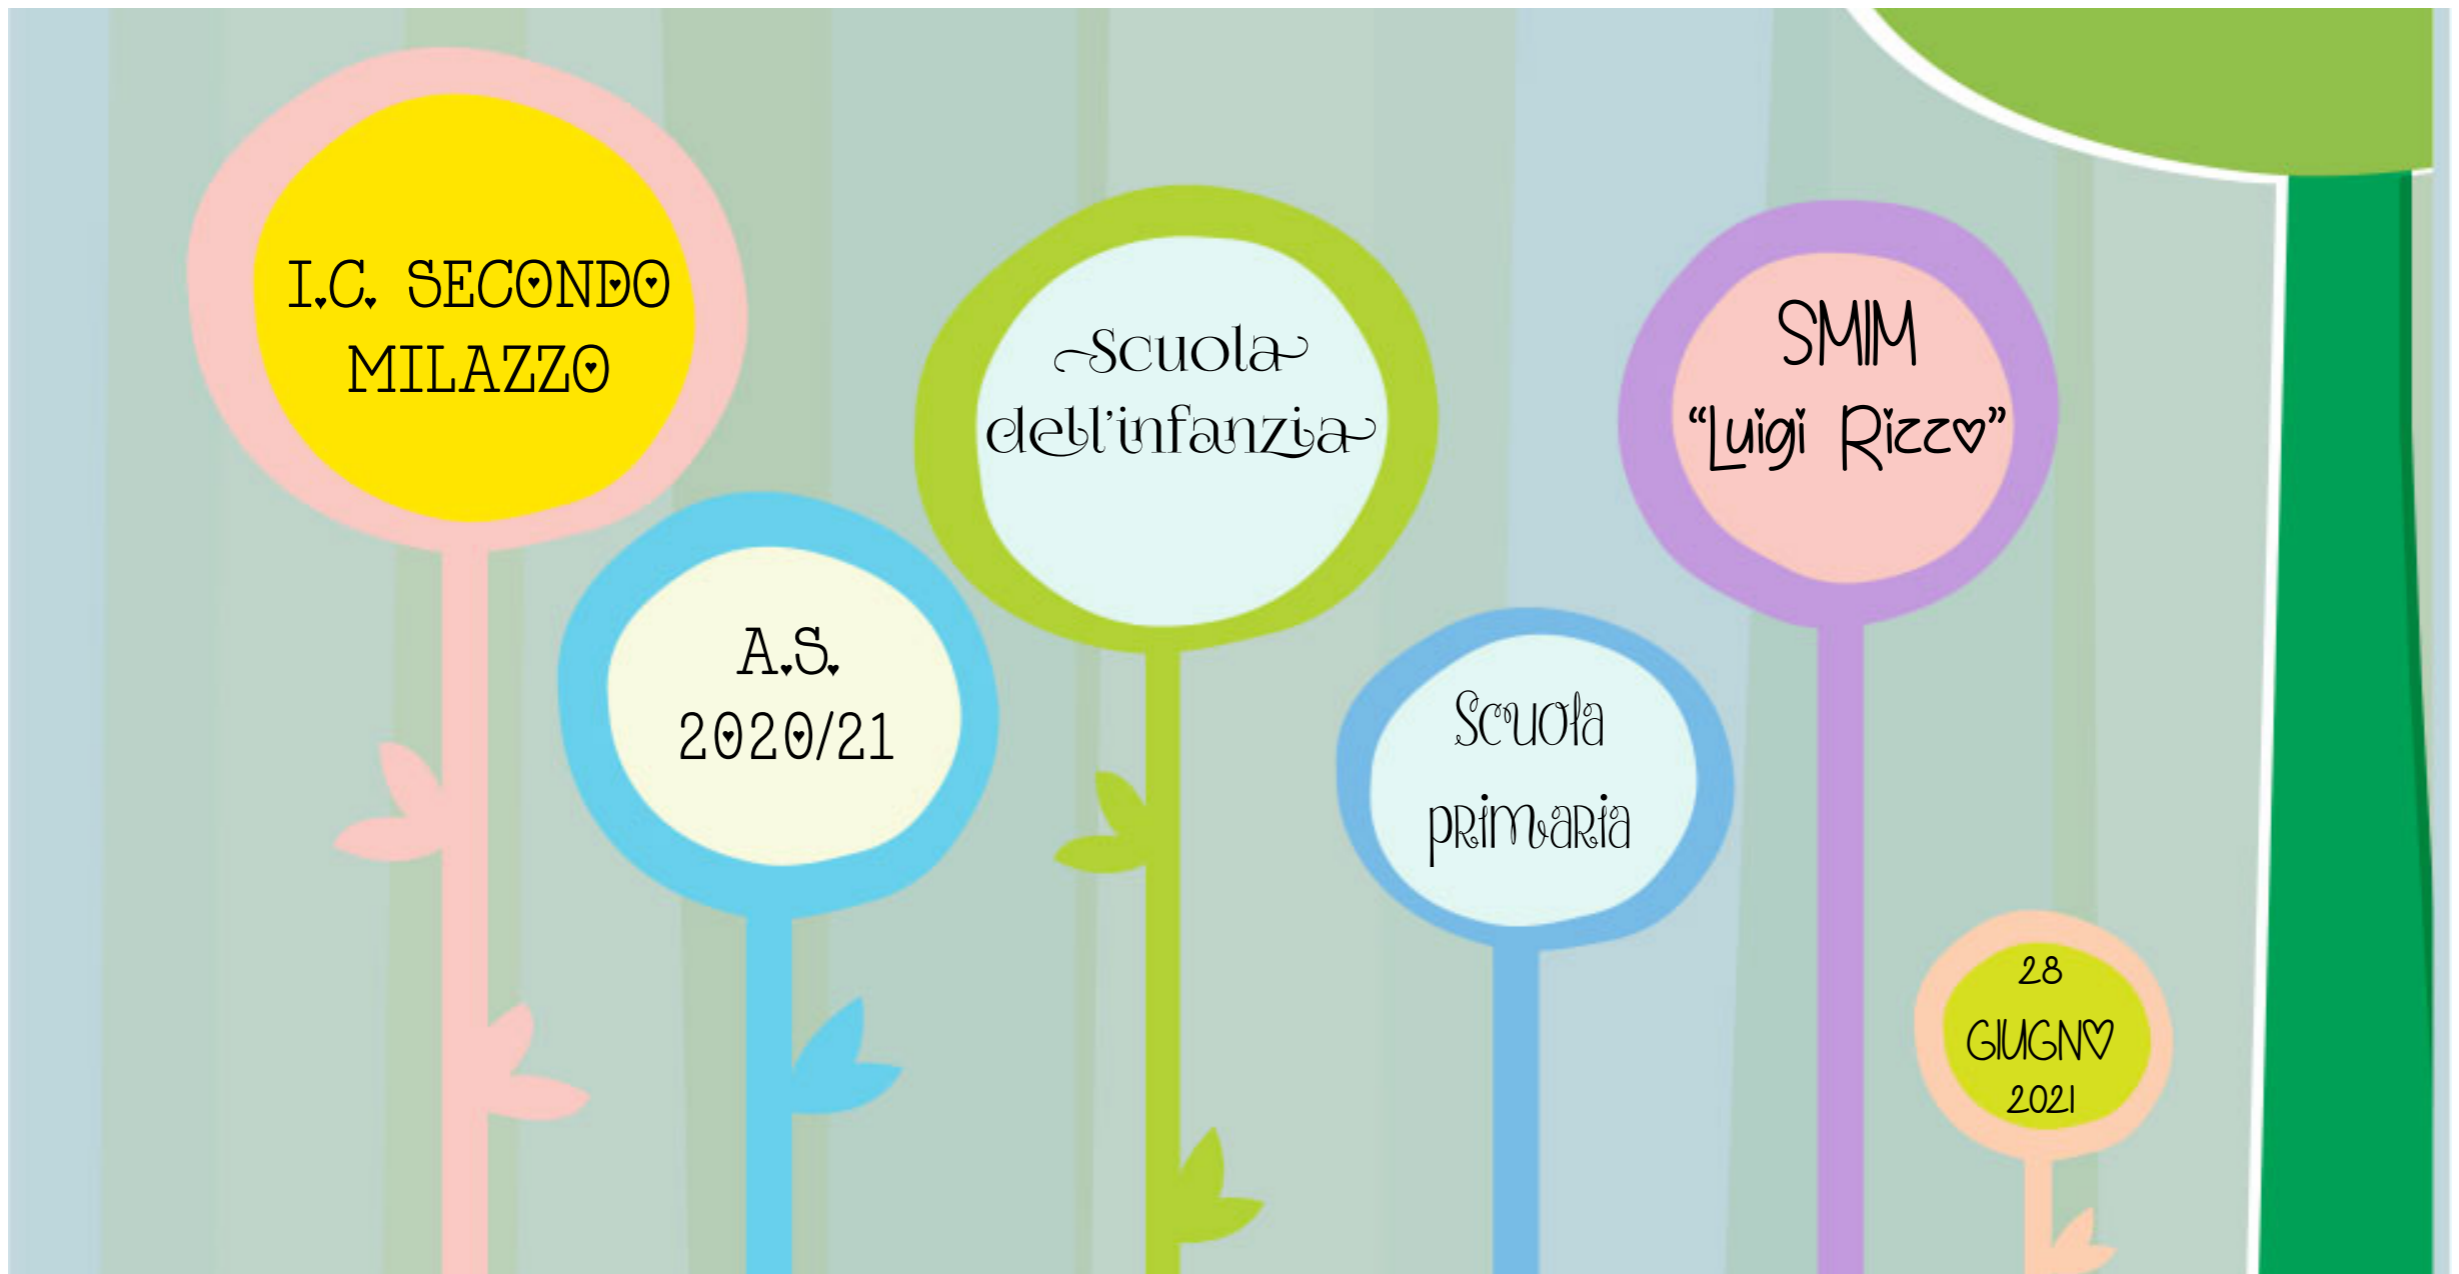 I.C. SECONDO
MILAZZO
A.S.
2020/21
Scuola
dell'infanzia
Scuola
primaria
SMIM
“Luigi Rizzo”
28
GIUGNO
2021